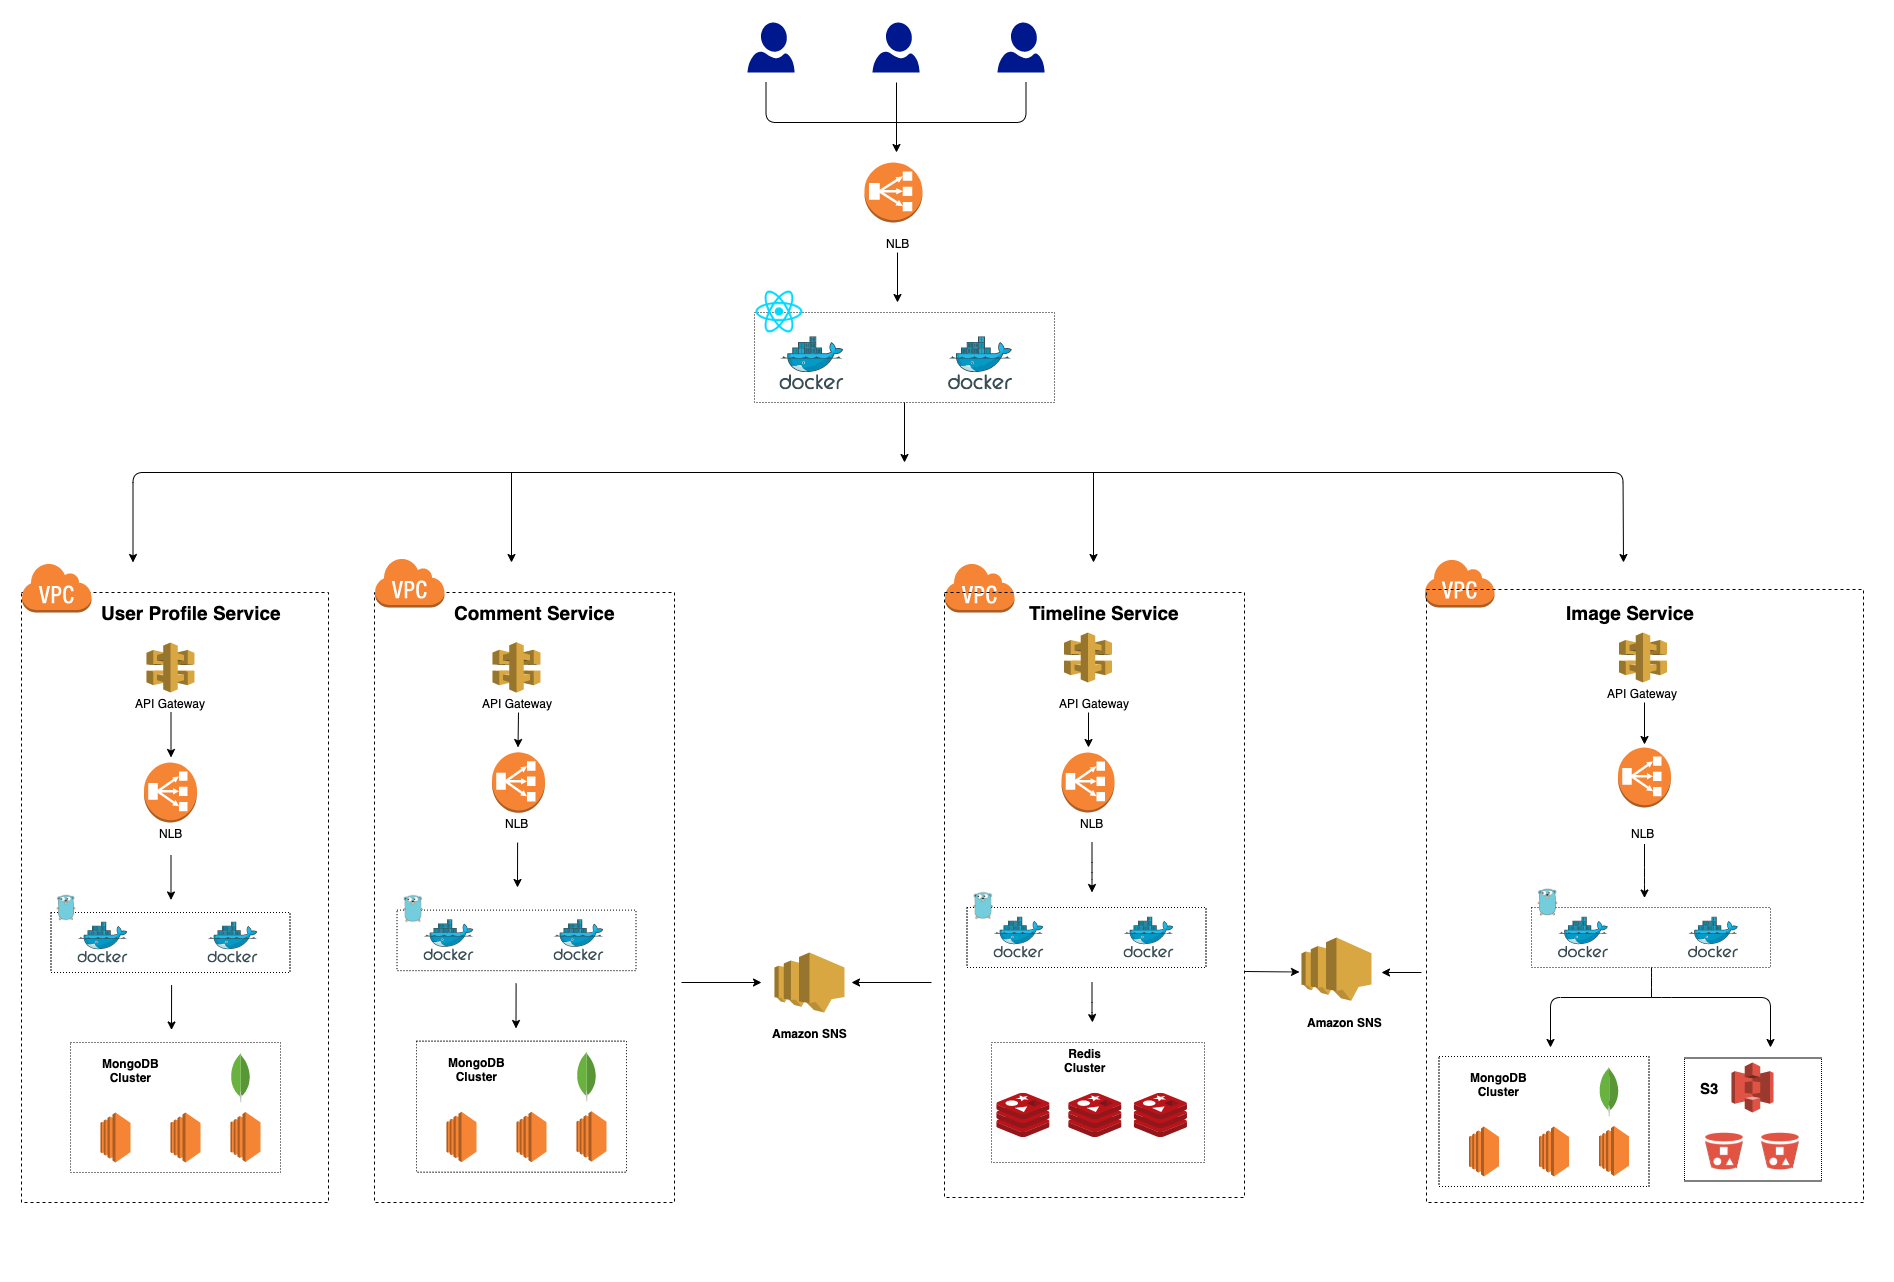 NLB
docker
docker
VPC
User Profile Service
API Gateway
NLB
docker
docker
MongoDB
Cluster
VPC
Comment Service
API Gateway
NLB
docker
docker
MongoDB
Cluster
Amazon SNS
VPC
Timeline Service
API Gateway
NLB
docker
docker
Redis
Cluster
Amazon SNS
VPC
Image Service
API Gateway
NLB
docker
docker
MongoDB
Cluster
S3